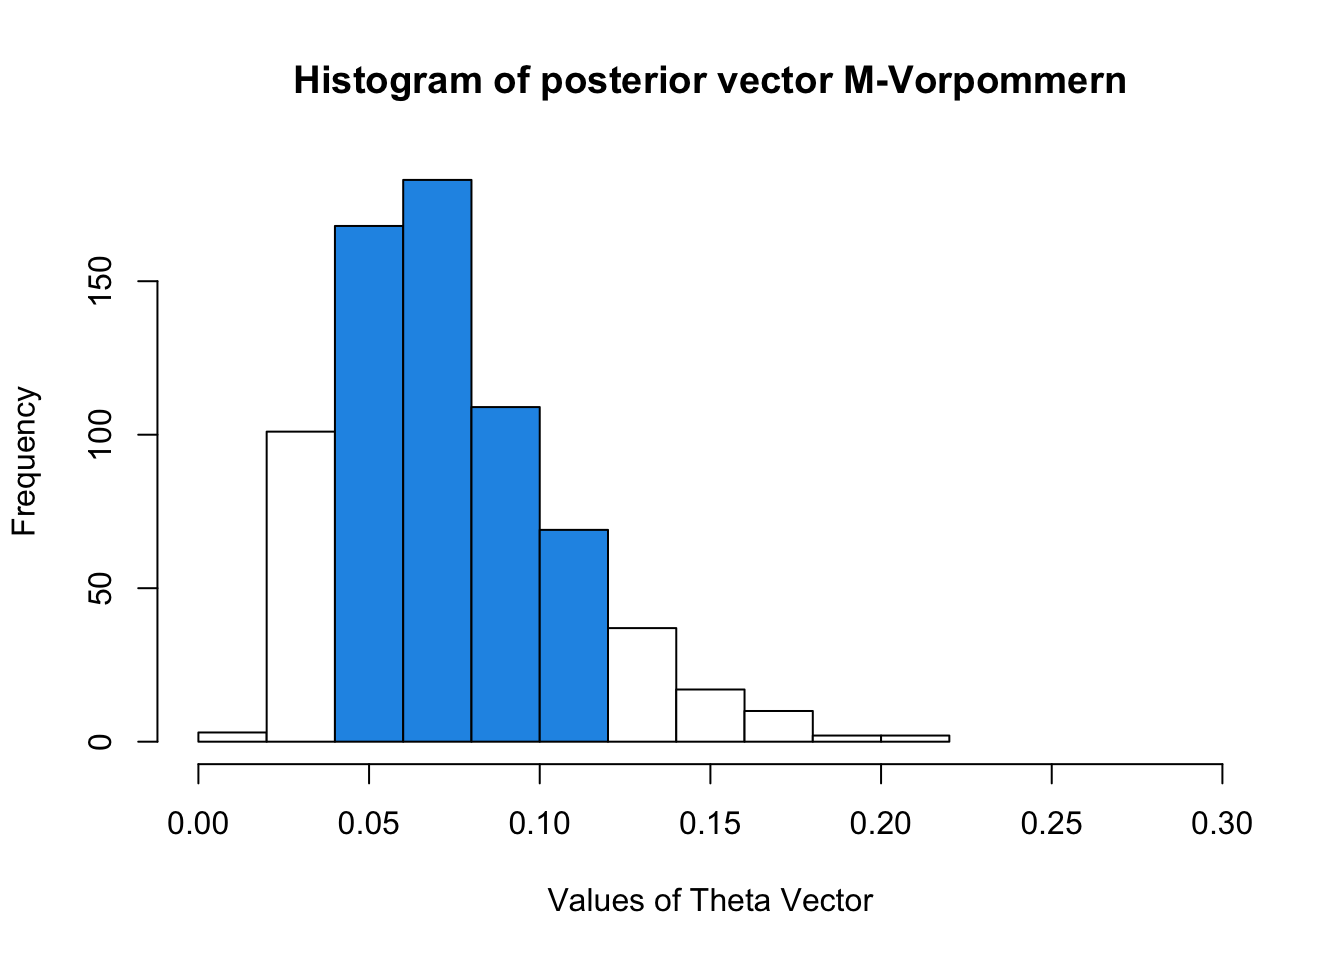 Histogram of posterior vector M-Vorpommern
Frequency
150
100
50
0
0.00 0.05 0.10 0.15 0.20 0.25 0.30
Values of Theta Vector